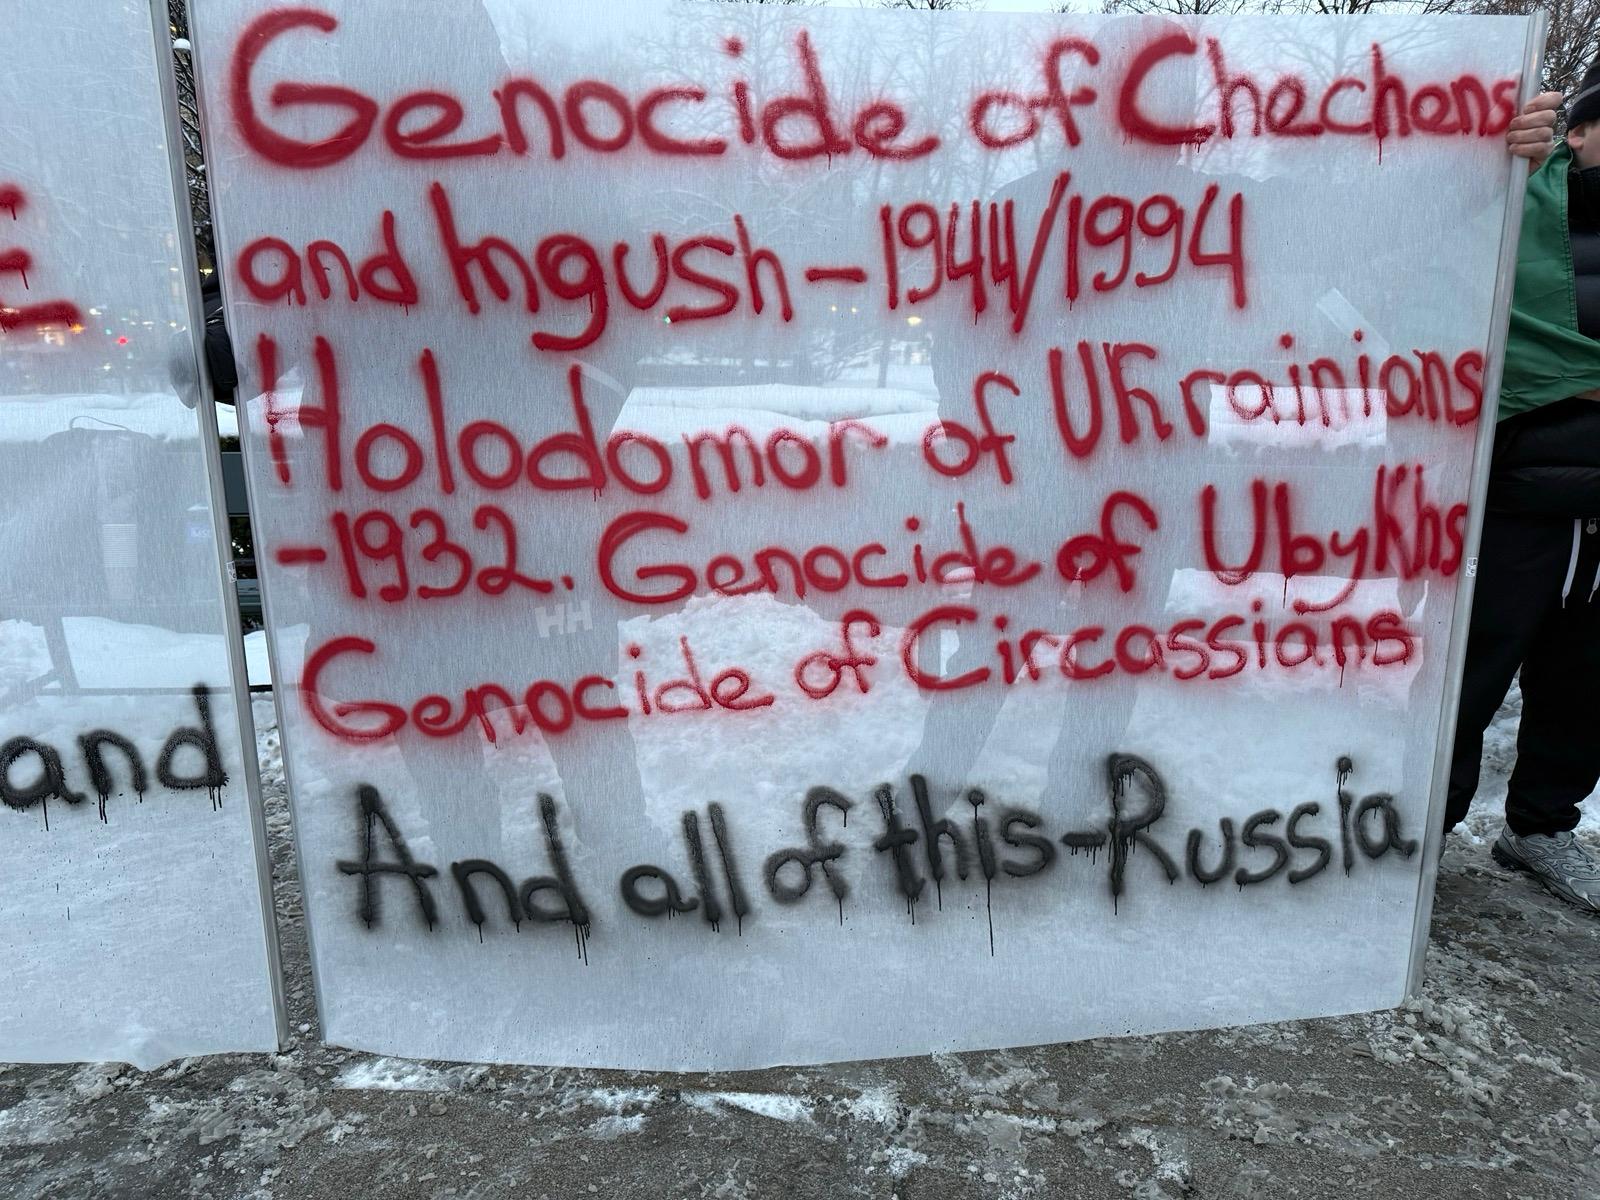 Genocide of Chechens
and Ingush - 1944/1994
Holodomor of Ukrainians
-1932. Genocide of Ubykhs
Genocide of Circassians
And all of this - Russia
and
HH